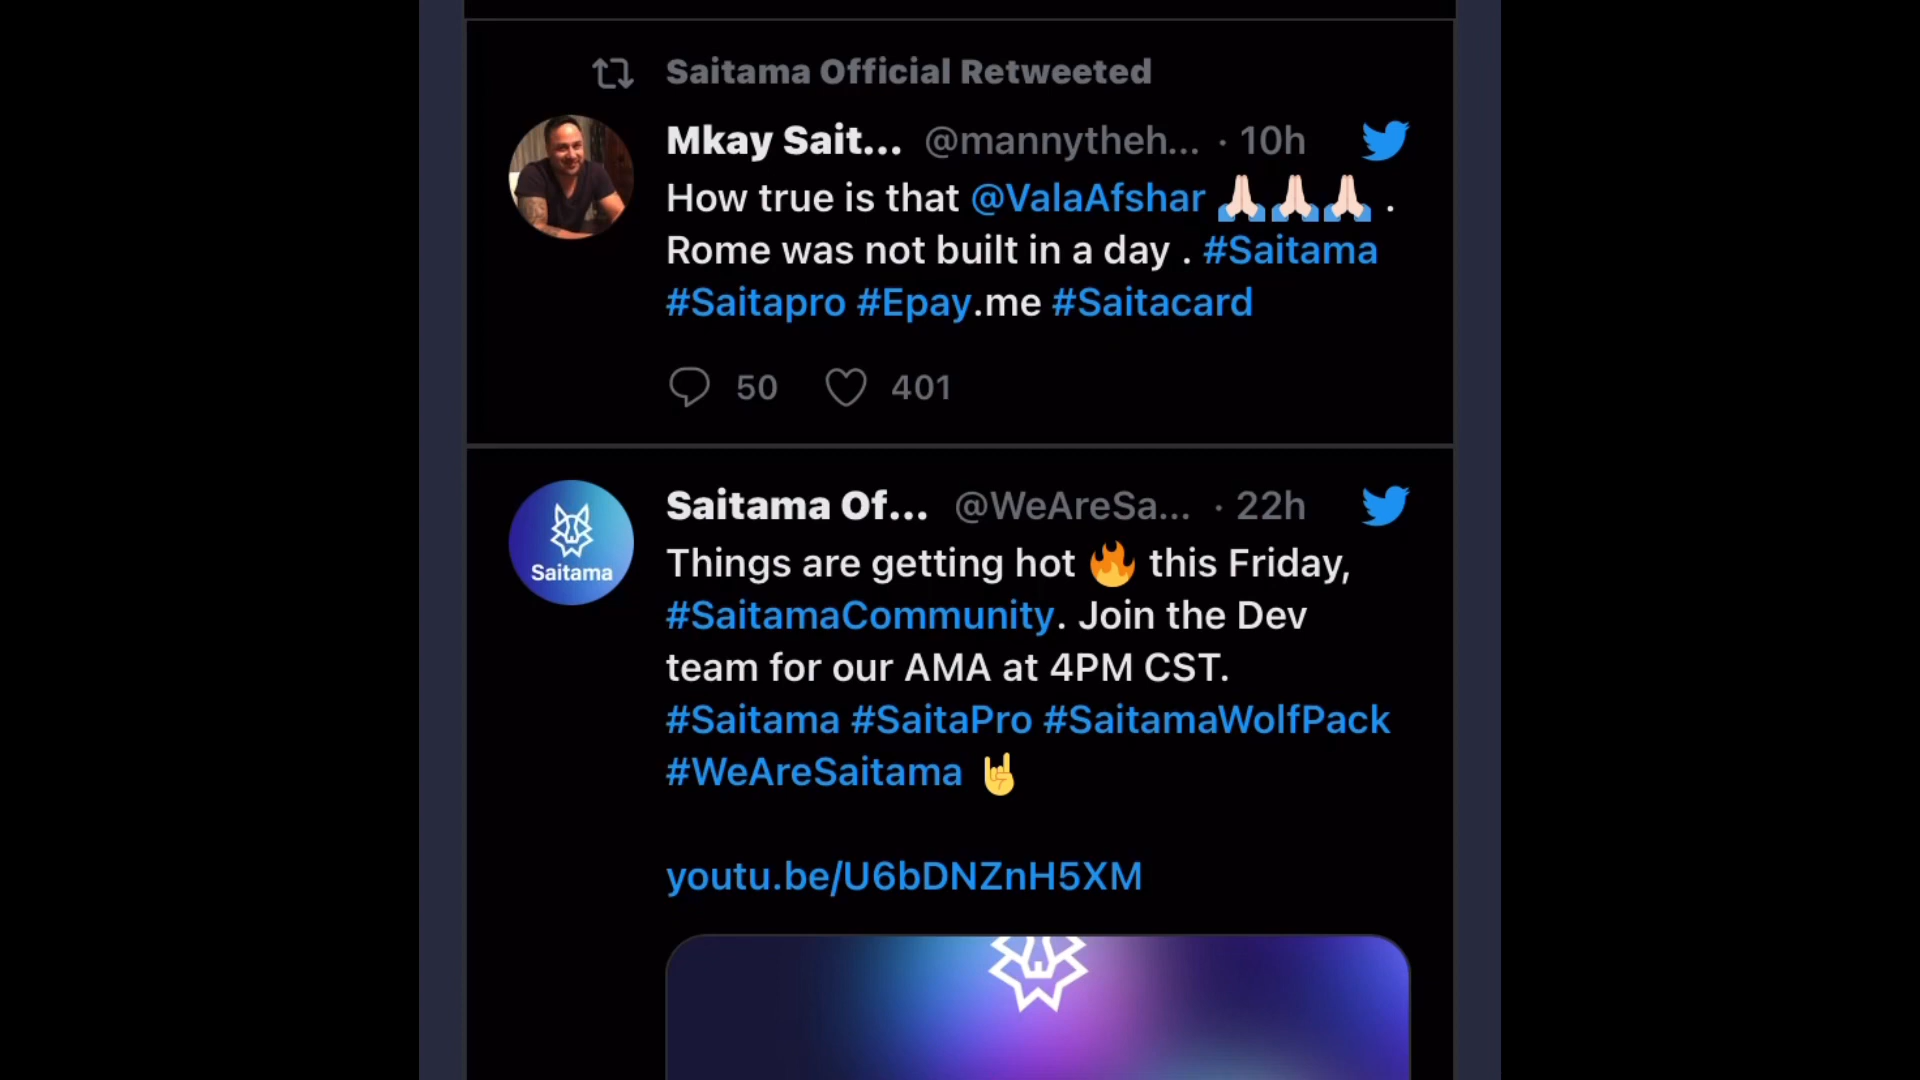 Saitama Official Retweeted
Mkay Sait... @mannytheh... · 10h
How true is that @ValaAfshar 🙏🏻🙏🏻🙏🏻 .
Rome was not built in a day . #Saitama
#Saitapro #Epay.me #Saitacard
50 401
Saitama Of... @WeAreSa... · 22h
Saitama
Things are getting hot 🔥 this Friday,
#SaitamaCommunity. Join the Dev
team for our AMA at 4PM CST.
#Saitama #SaitaPro #SaitamaWolfPack
#WeAreSaitama 🤘
youtu.be/U6bDNZnH5XM